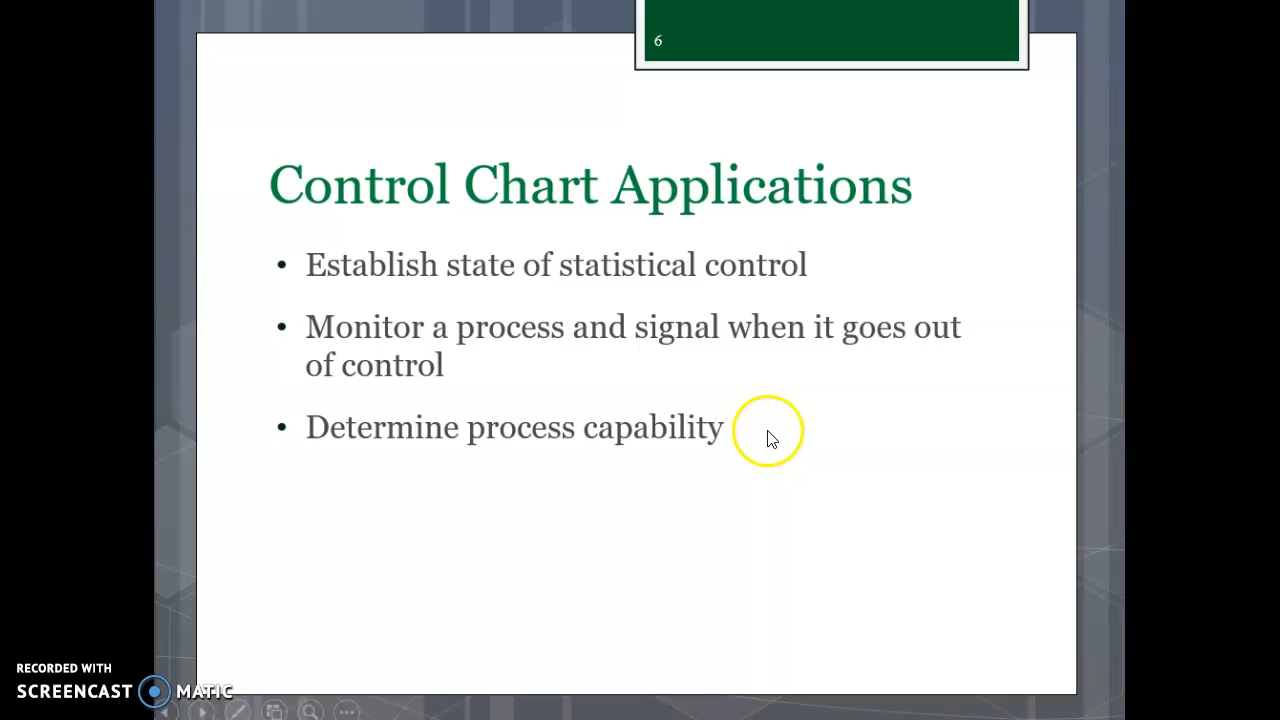 6
Control Chart Applications
• Establish state of statistical control
• Monitor a process and signal when it goes out
of control
• Determine process capability
RECORDED WITH
SCREENCAST MATIC